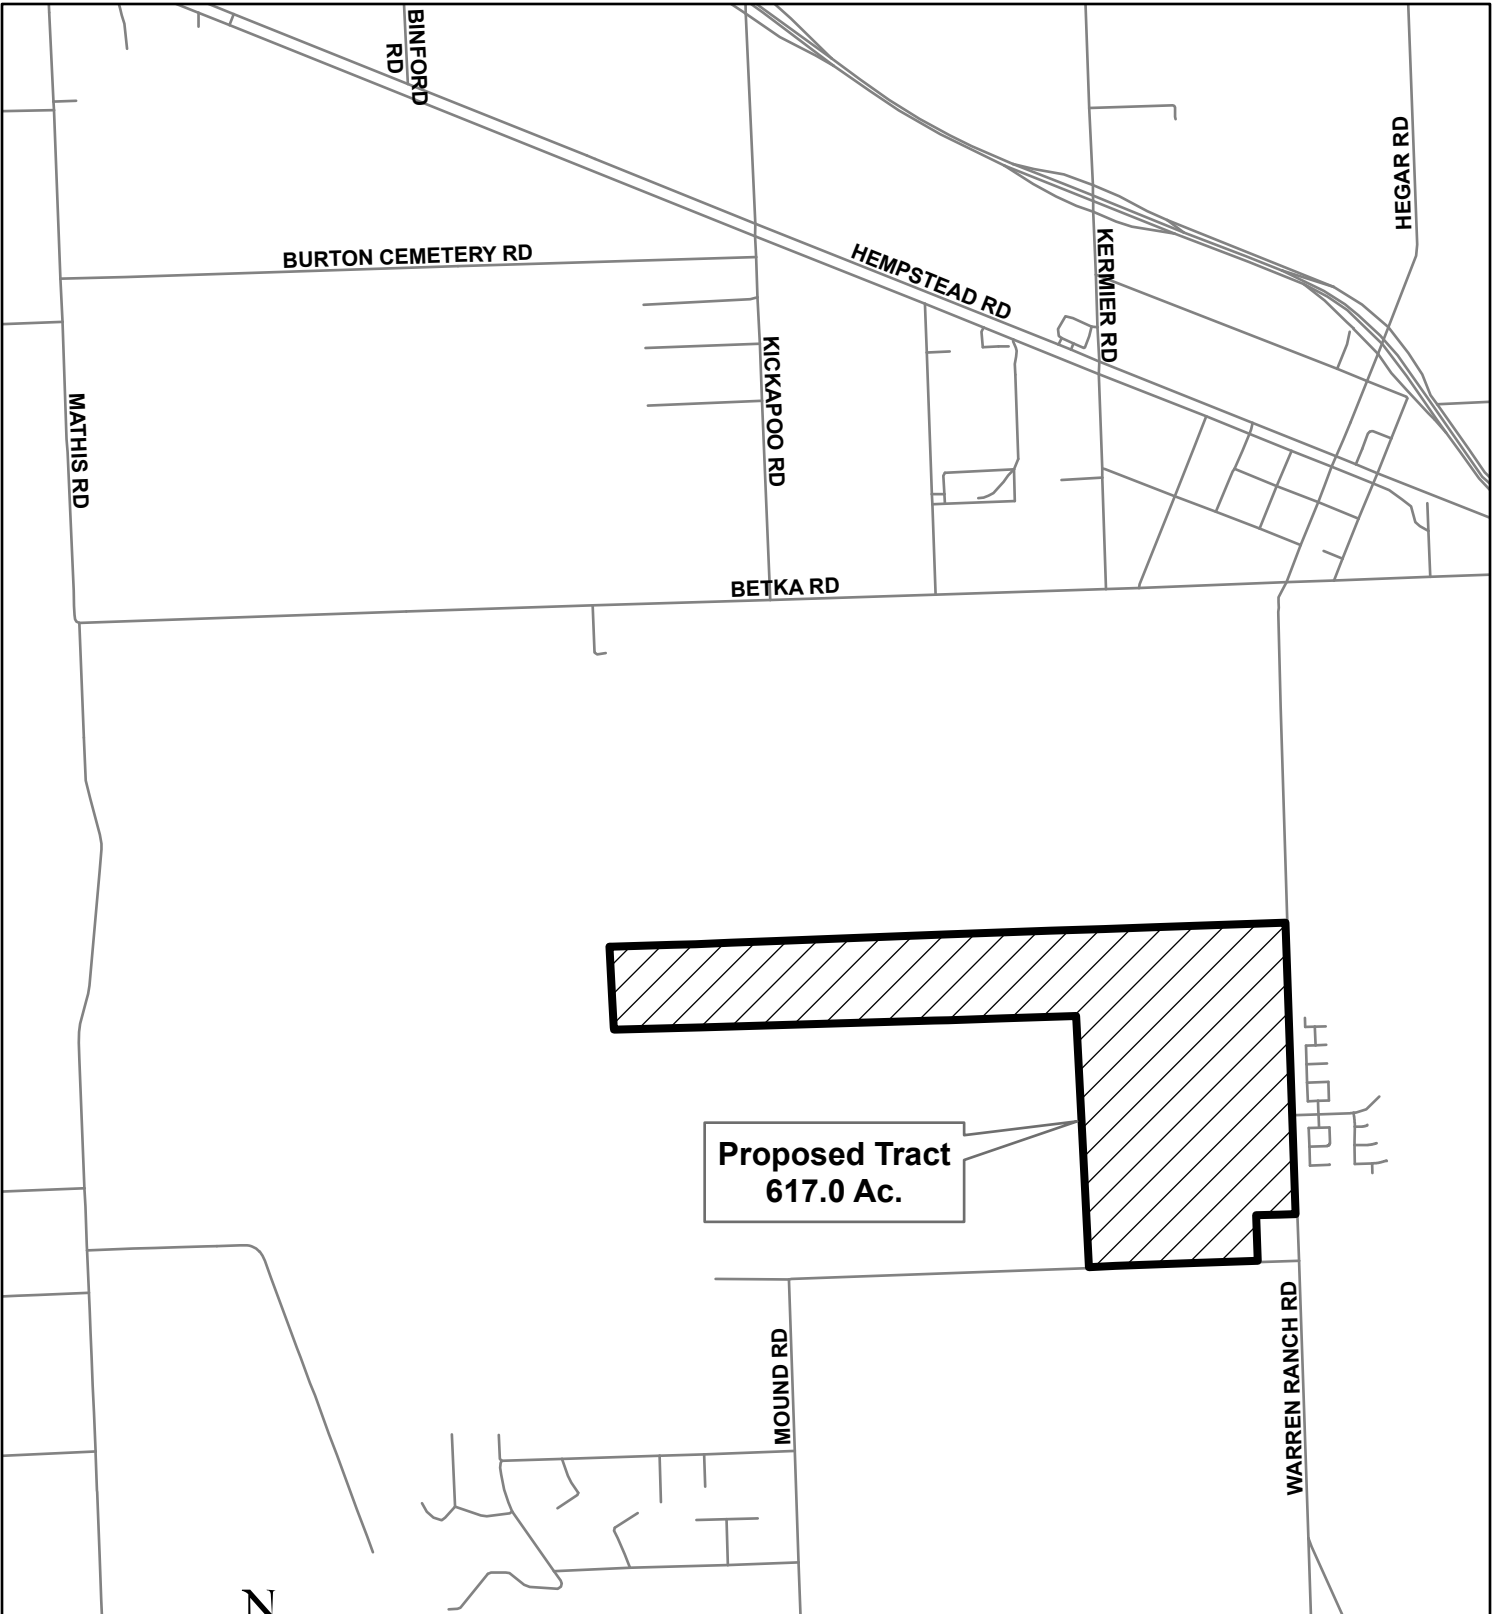 BINFORD
RD
HEGAR RD
BURTON CEMETERY RD
HEMPSTEAD RD
KERMIER RD
KICKAPOO RD
MATHIS RD
BETKA RD
Proposed Tract
617.0 Ac.
MOUND RD
WARREN RANCH RD
N